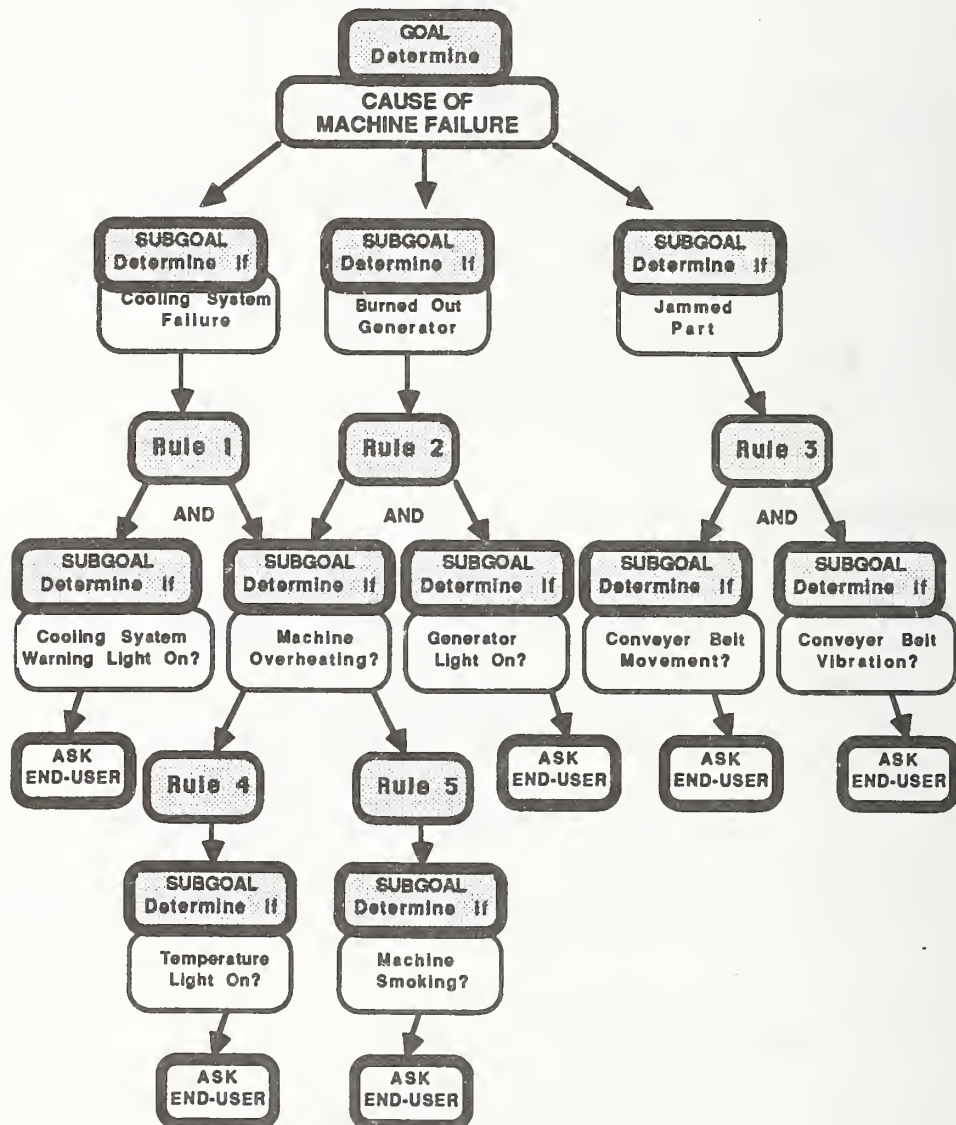 GOAL
Determine
CAUSE OF
MACHINE FAILURE
SUBGOAL
Determine If
Cooling System
Failure
SUBGOAL
Determine If
Burned Out
Generator
SUBGOAL
Determine If
Jammed
Part
Rule 1
Rule 2
Rule 3
AND
AND
AND
SUBGOAL
Determine If
Cooling System
Warning Light On?
SUBGOAL
Determine If
Machine
Overheating?
SUBGOAL
Determine If
Generator
Light On?
SUBGOAL
Determine If
Conveyer Belt
Movement?
SUBGOAL
Determine If
Conveyer Belt
Vibration?
ASK
END-USER
Rule 4
Rule 5
ASK
END-USER
ASK
END-USER
ASK
END-USER
SUBGOAL
Determine If
Temperature
Light On?
SUBGOAL
Determine If
Machine
Smoking?
ASK
END-USER
ASK
END-USER